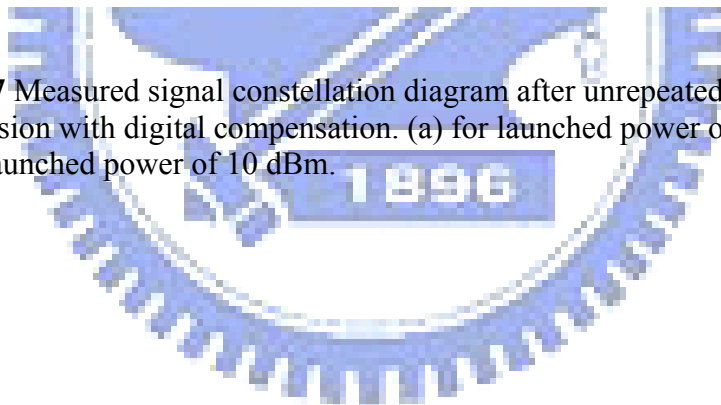 7 Measured signal constellation diagram after unrepeated
sion with digital compensation. (a) for launched power o
aunched power of 10 dBm.
1896